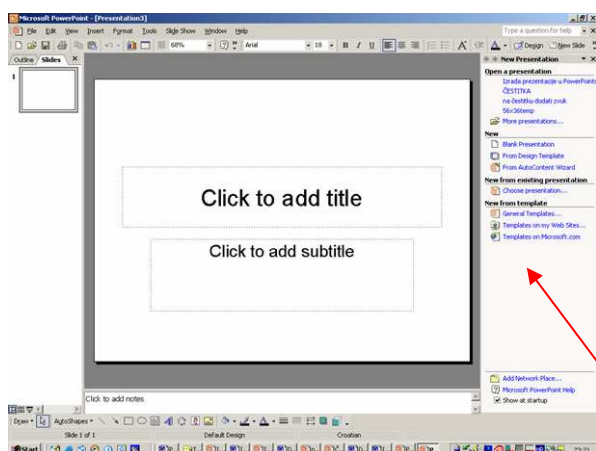 Microsoft PowerPoint - [Presentation3]
File Edit View Insert Format Tools Slide Show Window Help
Type a question for help
68%
Arial
18
Design
New Slide
Outline
Slides
1
New Presentation
Open a presentation
Izrada prezentacije u PowerPoint
ČESTITKA
na čestitku dodati zvuk
56x36temp
More presentations...
New
Blank Presentation
From Design Template
From AutoContent Wizard
New from existing presentation
Choose presentation...
New from template
General Templates...
Templates on my Web Sites...
Templates on Microsoft.com
Click to add title
Click to add subtitle
Add Network Place...
Microsoft PowerPoint Help
Show at startup
Click to add notes
Draw
AutoShapes
Slide 1 of 1
Default Design
Croatian
Start